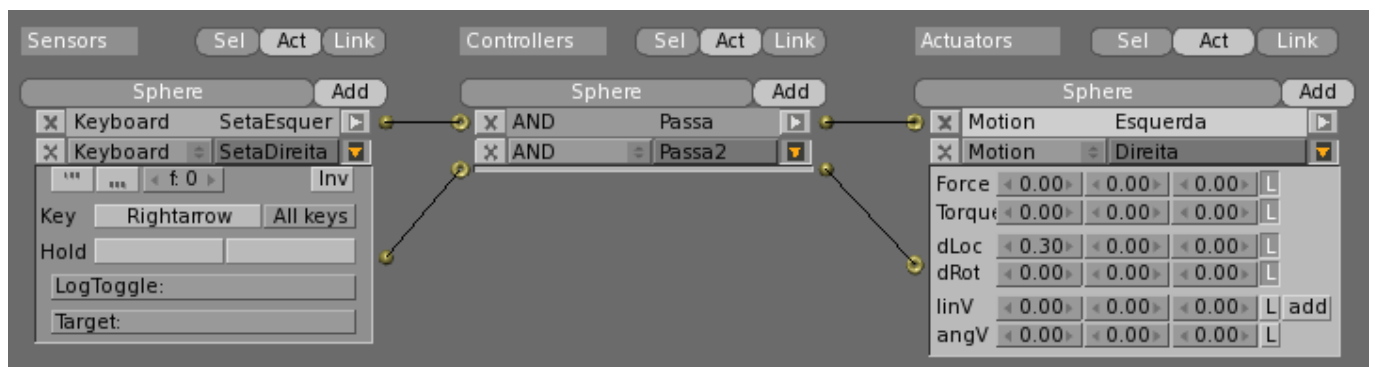 Sensors Sel Act Link Controllers Sel Act Link Actuators Sel Act Link
Sphere Add Sphere Add Sphere Add
X Keyboard SetaEsquer X AND Passa X Motion Esquerda
X Keyboard SetaDireita X AND Passa2 X Motion Direita
f: 0 Inv
Key Rightarrow All keys
Hold
LogToggle:
Target:
Force 0.00 0.00 0.00 L
Torque 0.00 0.00 0.00 L
dLoc 0.30 0.00 0.00 L
dRot 0.00 0.00 0.00 L
linV 0.00 0.00 0.00 L add
angV 0.00 0.00 0.00 L